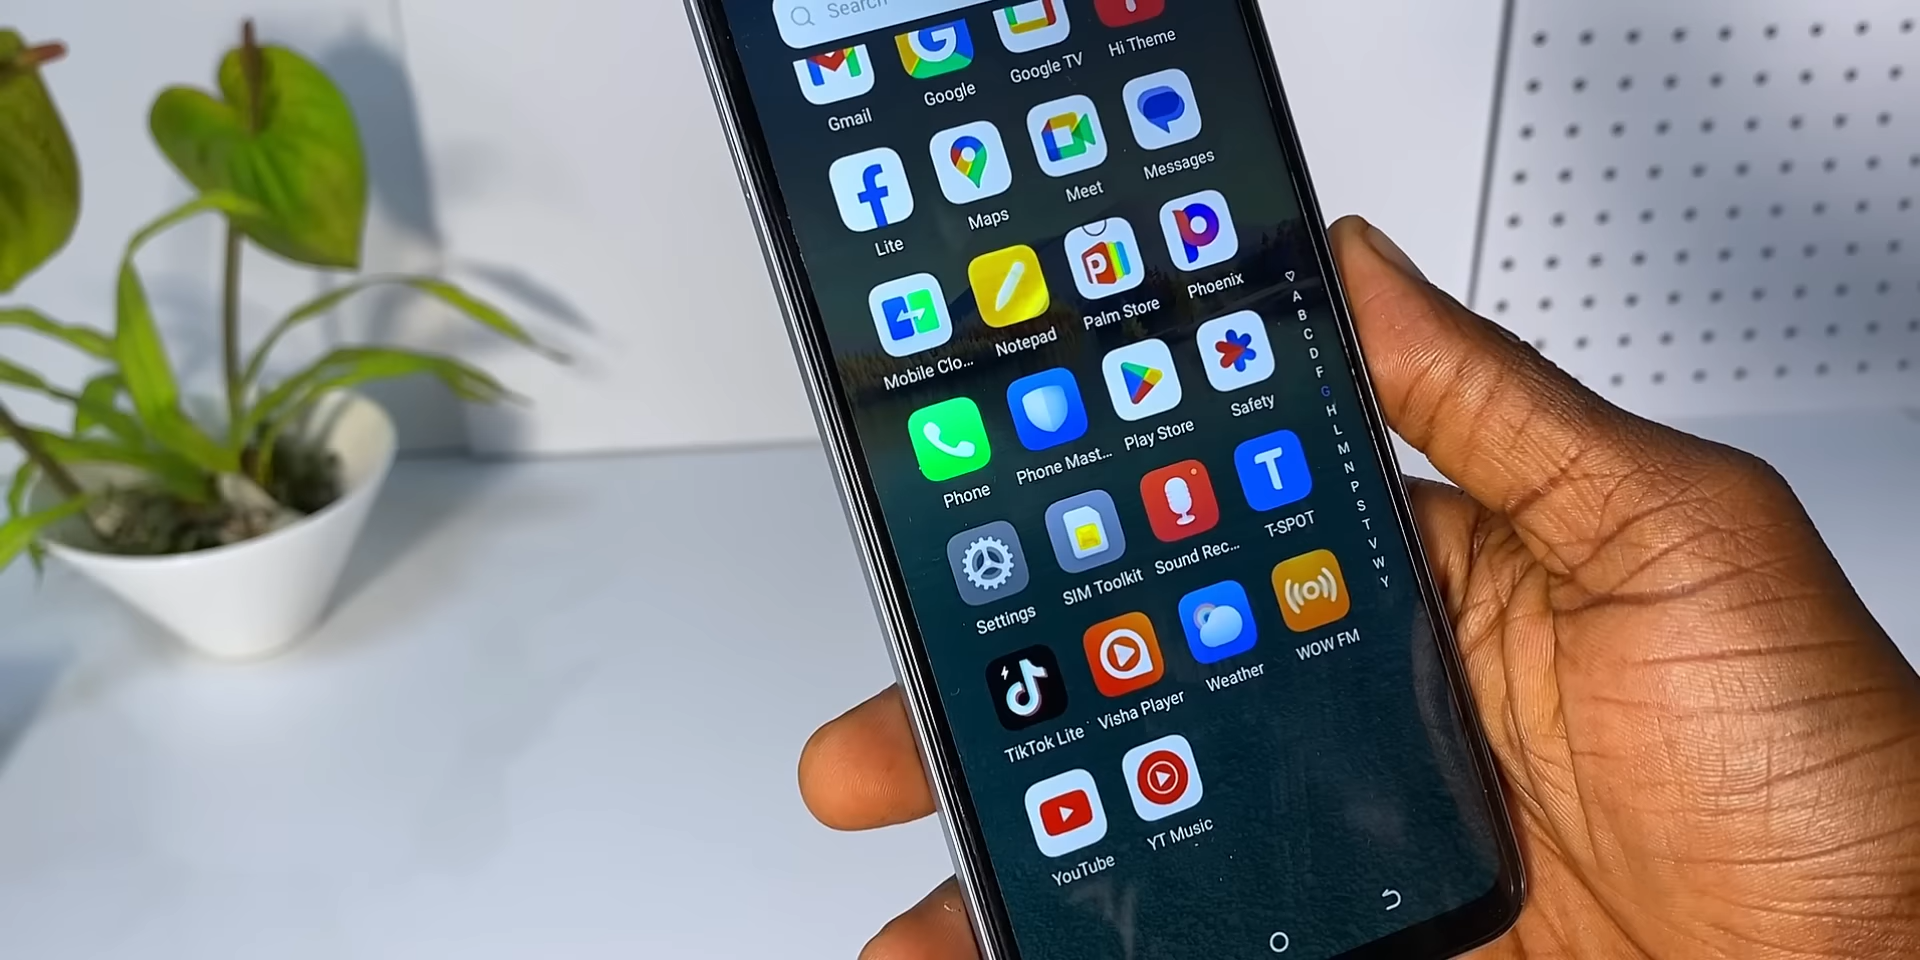 Search
Gmail
Google
Google TV
Hi Theme
Lite
Maps
Meet
Messages
Mobile Clo...
Notepad
Palm Store
Phoenix
Phone
Phone Mast...
Play Store
Safety
Settings
SIM Toolkit
Sound Rec...
T-SPOT
TikTok Lite
Visha Player
Weather
WOW FM
YouTube
YT Music
A
B
C
D
F
G
H
L
M
N
P
S
T
V
W
Y